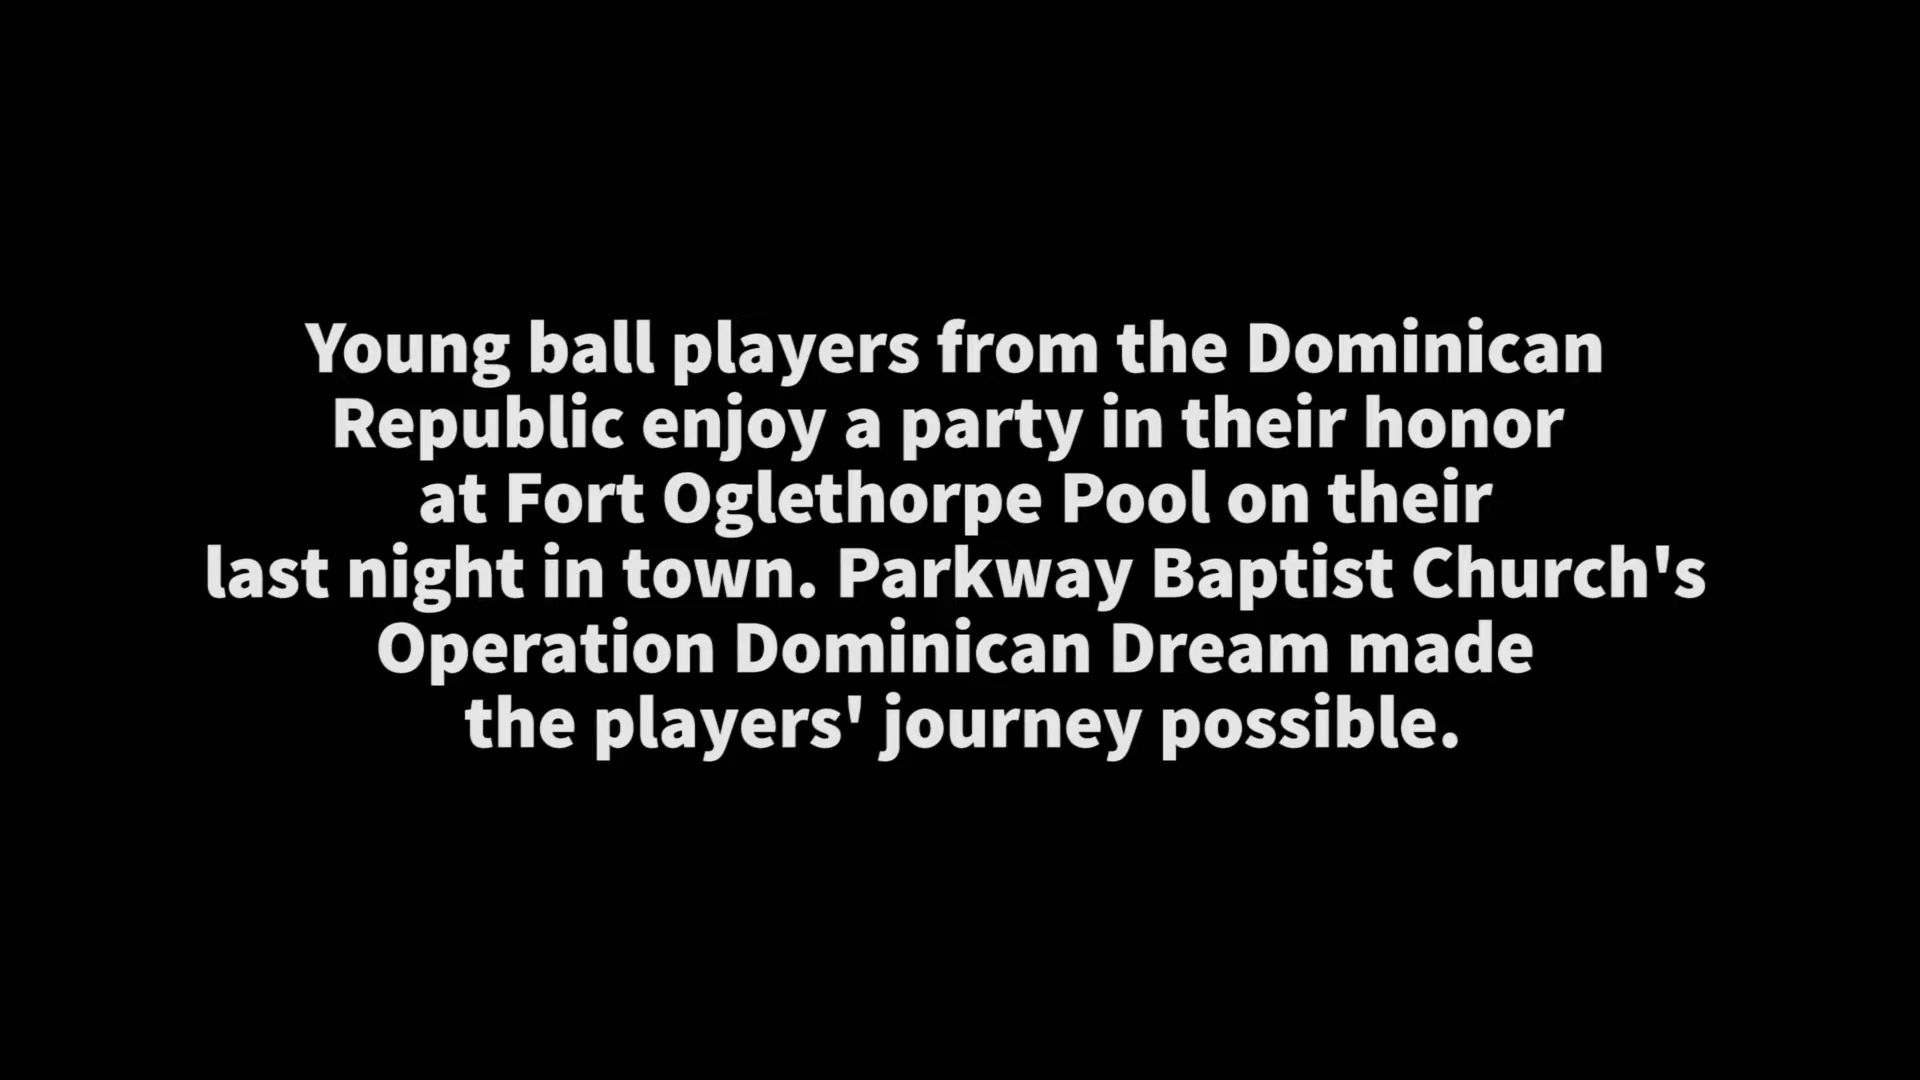 Young ball players from the Dominican
Republic enjoy a party in their honor
at Fort Oglethorpe Pool on their
last night in town. Parkway Baptist Church's
Operation Dominican Dream made
the players' journey possible.